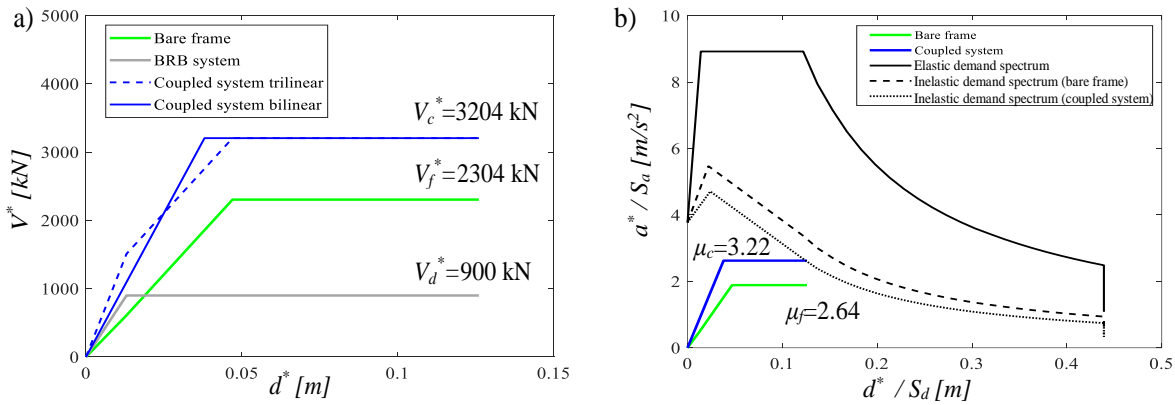 a)
5000
4000
3000
2000
1000
0
0
0.05
0.1
0.15
V* [kN]
d* [m]
Bare frame
BRB system
Coupled system trilinear
Coupled system bilinear
Vc*=3204 kN
Vf*=2304 kN
Vd*=900 kN
b)
10
8
6
4
2
0
0
0.1
0.2
0.3
0.4
0.5
a* / Sa [m/s²]
d* / Sd [m]
Bare frame
Coupled system
Elastic demand spectrum
Inelastic demand spectrum (bare frame)
Inelastic demand spectrum (coupled system)
μc=3.22
μf=2.64